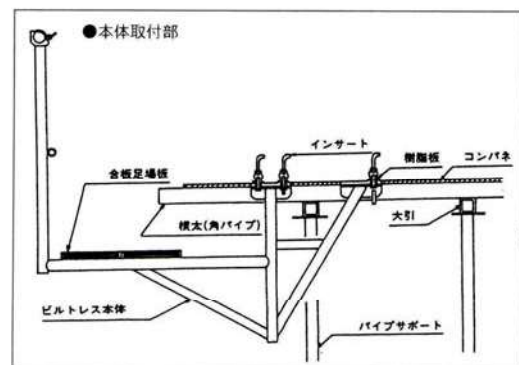 ●本体取付部
インサート
樹脂板
コンパネ
合板足場板
根太(角パイプ)
大引
ビルトレス本体
パイプサポート